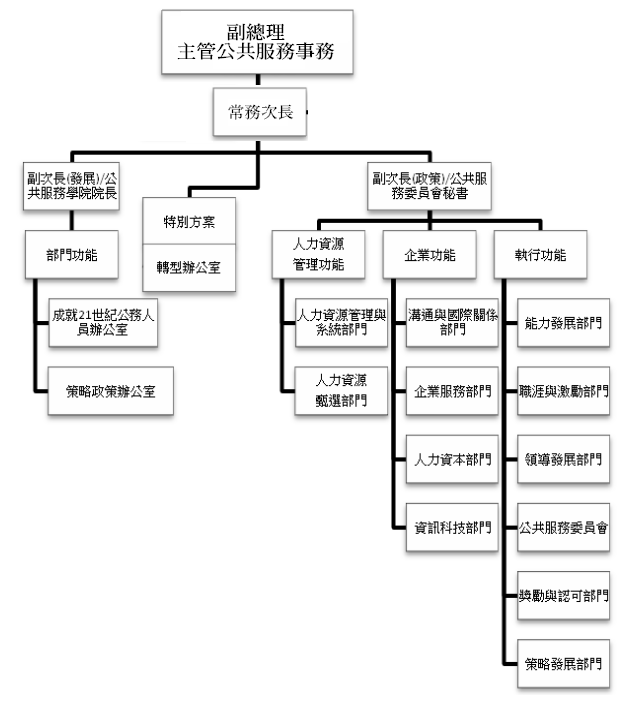 副總理
主管公共服務事務
常務次長
副次長(發展)/公
共服務學院院長
特別方案
轉型辦公室
副次長(政策)/公共服
務委員會秘書
部門功能
成就21世紀公務人
員辦公室
策略政策辦公室
人力資源
管理功能
人力資源管理與
系統部門
人力資源
甄選部門
企業功能
溝通與國際關係
部門
企業服務部門
人力資本部門
資訊科技部門
執行功能
能力發展部門
職涯與激勵部門
領導發展部門
公共服務委員會
獎勵與認可部門
策略發展部門